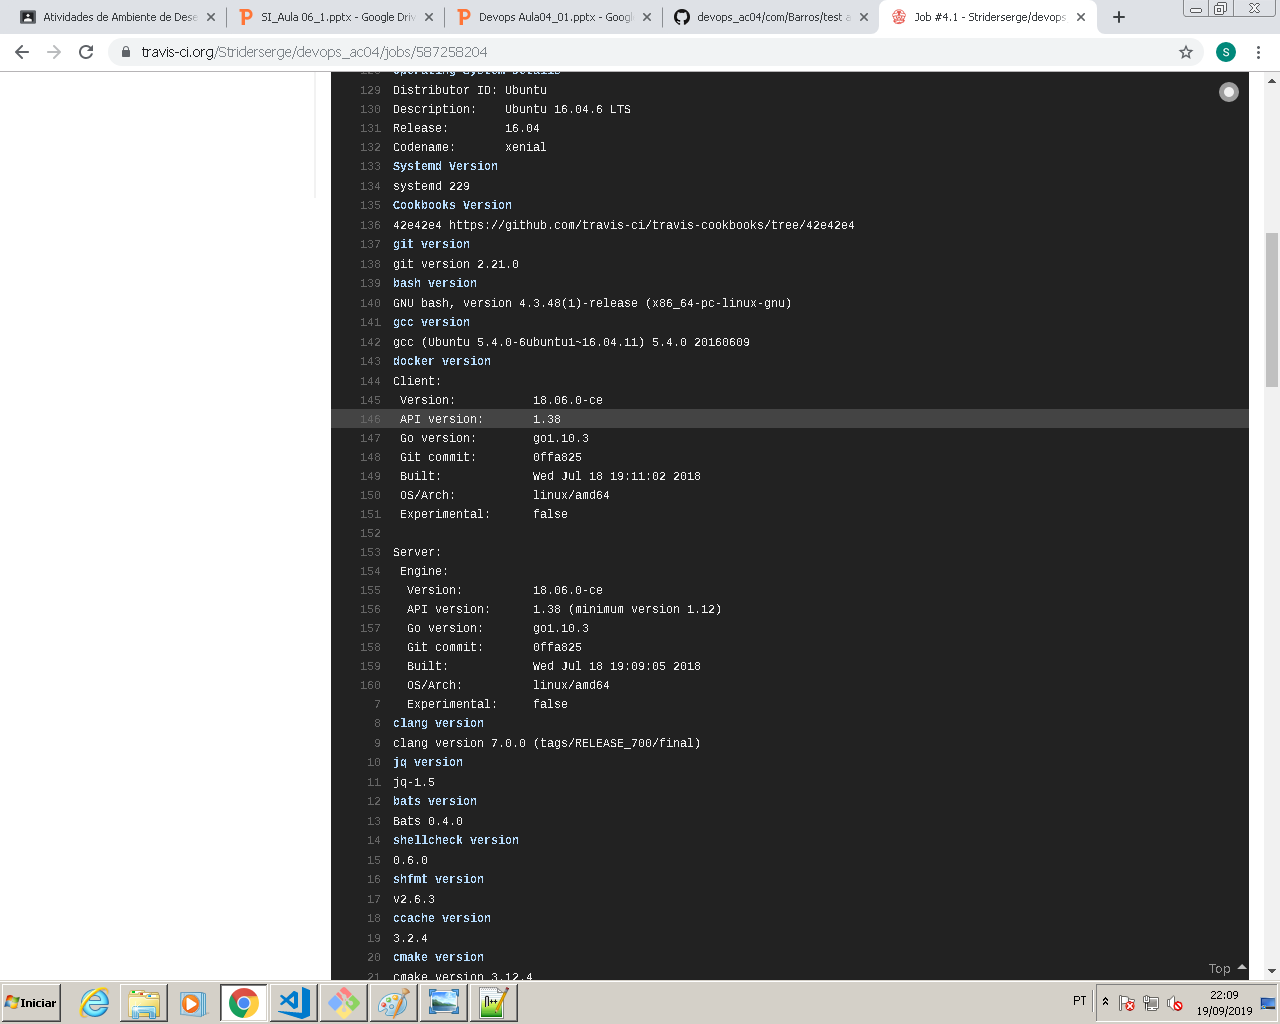 Atividades de Ambiente de Dese
SI_Aula 06_1.pptx - Google Driv
Devops Aula04_01.pptx - Googl
devops_ac04/com/Barros/test a
Job #4.1 - Striderserge/devops
travis-ci.org/Striderserge/devops_ac04/jobs/587258204
S
128 Operating System Details
129 Distributor ID: Ubuntu
130 Description: Ubuntu 16.04.6 LTS
131 Release: 16.04
132 Codename: xenial
133 Systemd Version
134 systemd 229
135 Cookbooks Version
136 42e42e4 https://github.com/travis-ci/travis-cookbooks/tree/42e42e4
137 git version
138 git version 2.21.0
139 bash version
140 GNU bash, version 4.3.48(1)-release (x86_64-pc-linux-gnu)
141 gcc version
142 gcc (Ubuntu 5.4.0-6ubuntu1~16.04.11) 5.4.0 20160609
143 docker version
144 Client:
145 Version: 18.06.0-ce
146 API version: 1.38
147 Go version: go1.10.3
148 Git commit: 0ffa825
149 Built: Wed Jul 18 19:11:02 2018
150 OS/Arch: linux/amd64
151 Experimental: false
152
153 Server:
154 Engine:
155 Version: 18.06.0-ce
156 API version: 1.38 (minimum version 1.12)
157 Go version: go1.10.3
158 Git commit: 0ffa825
159 Built: Wed Jul 18 19:09:05 2018
160 OS/Arch: linux/amd64
7 Experimental: false
8 clang version
9 clang version 7.0.0 (tags/RELEASE_700/final)
10 jq version
11 jq-1.5
12 bats version
13 Bats 0.4.0
14 shellcheck version
15 0.6.0
16 shfmt version
17 v2.6.3
18 ccache version
19 3.2.4
20 cmake version
21 cmake version 3.12.4
Top
Iniciar
PT
22:09
19/09/2019